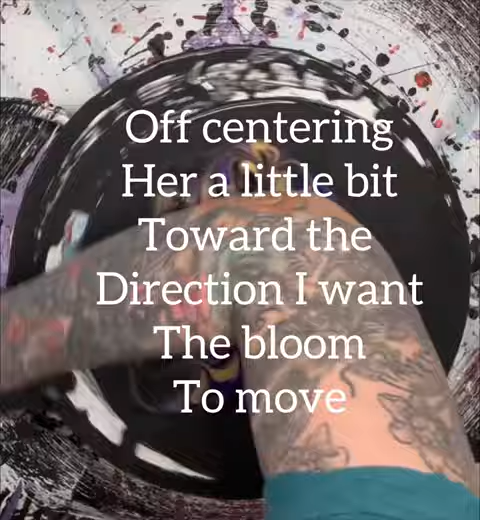 Off centering
Her a little bit
Toward the
Direction I want
The bloom
To move